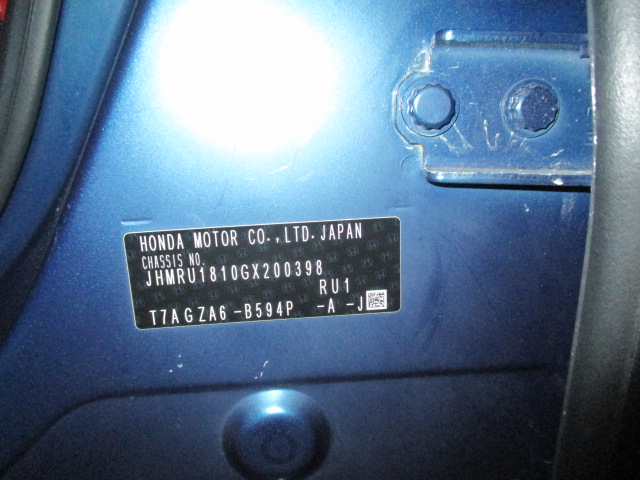 HONDA MOTOR CO.,LTD.JAPAN
CHASSIS NO.
JHMRU1810GX200398
RU1
T7AGZA6-B594P -A -J